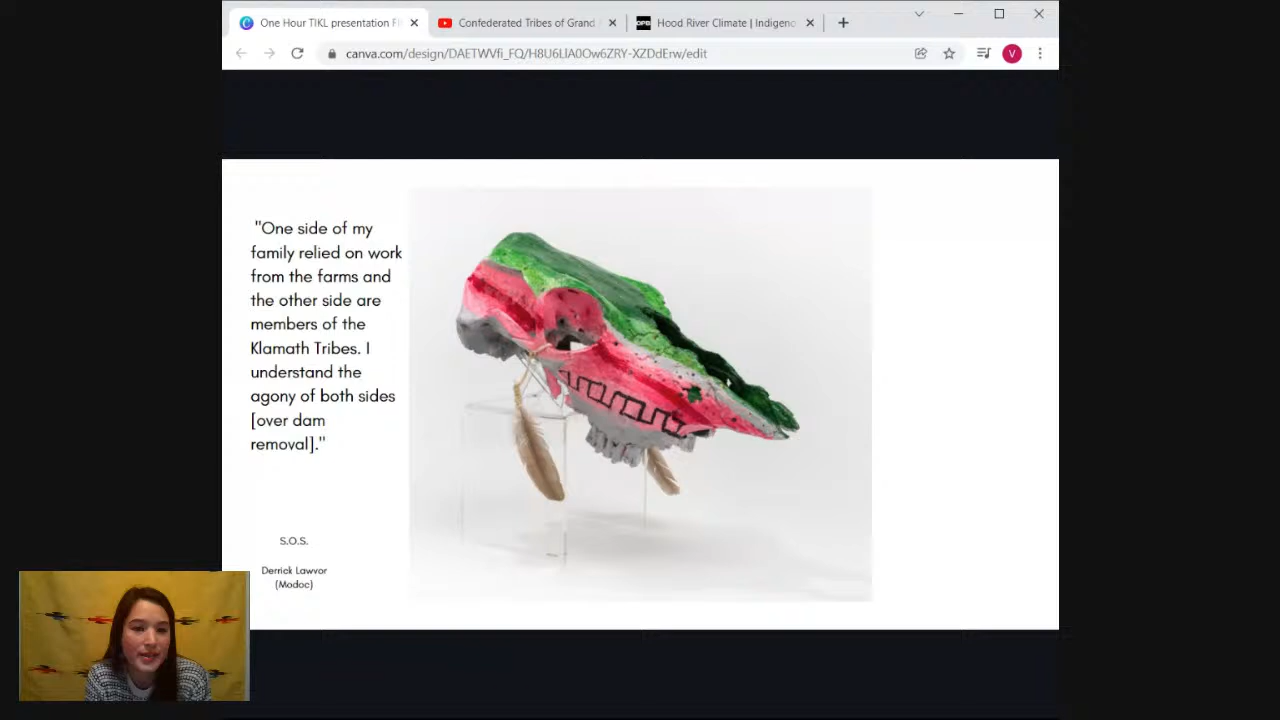 One Hour TIKL presentation FI
Confederated Tribes of Grand
Hood River Climate | Indigeno
canva.com/design/DAETWVfi_FQ/H8U6LlA0Ow6ZRY-XZDdErw/edit
V
"One side of my
family relied on work
from the farms and
the other side are
members of the
Klamath Tribes. I
understand the
agony of both sides
[over dam
removal]."
S.O.S.
Derrick Lawvor
(Modoc)